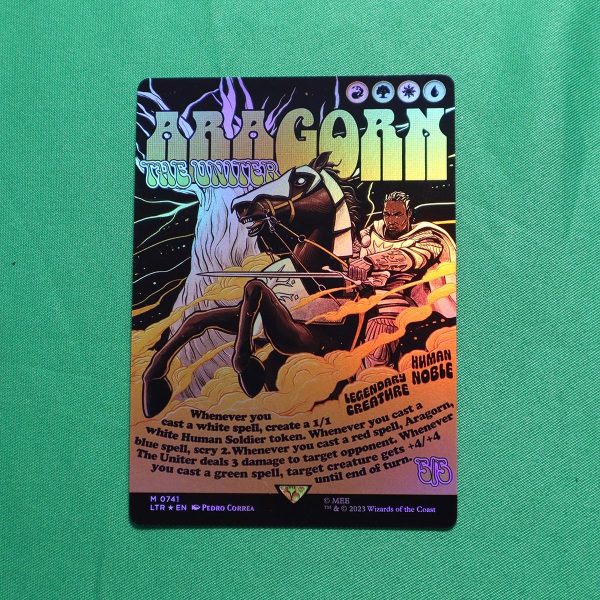 ARAGORN
THE UNITER
LEGENDARY HUMAN
CREATURE NOBLE
Whenever you
cast a white spell, create a 1/1
white Human Soldier token. Whenever you cast a
blue spell, scry 2. Whenever you cast a red spell, Aragorn,
The Uniter deals 3 damage to target opponent. Whenever
you cast a green spell, target creature gets +4/+4
until end of turn.
5/5
M 0741
LTR ★ EN Pedro Correa
© MEE
™ & © 2023 Wizards of the Coast